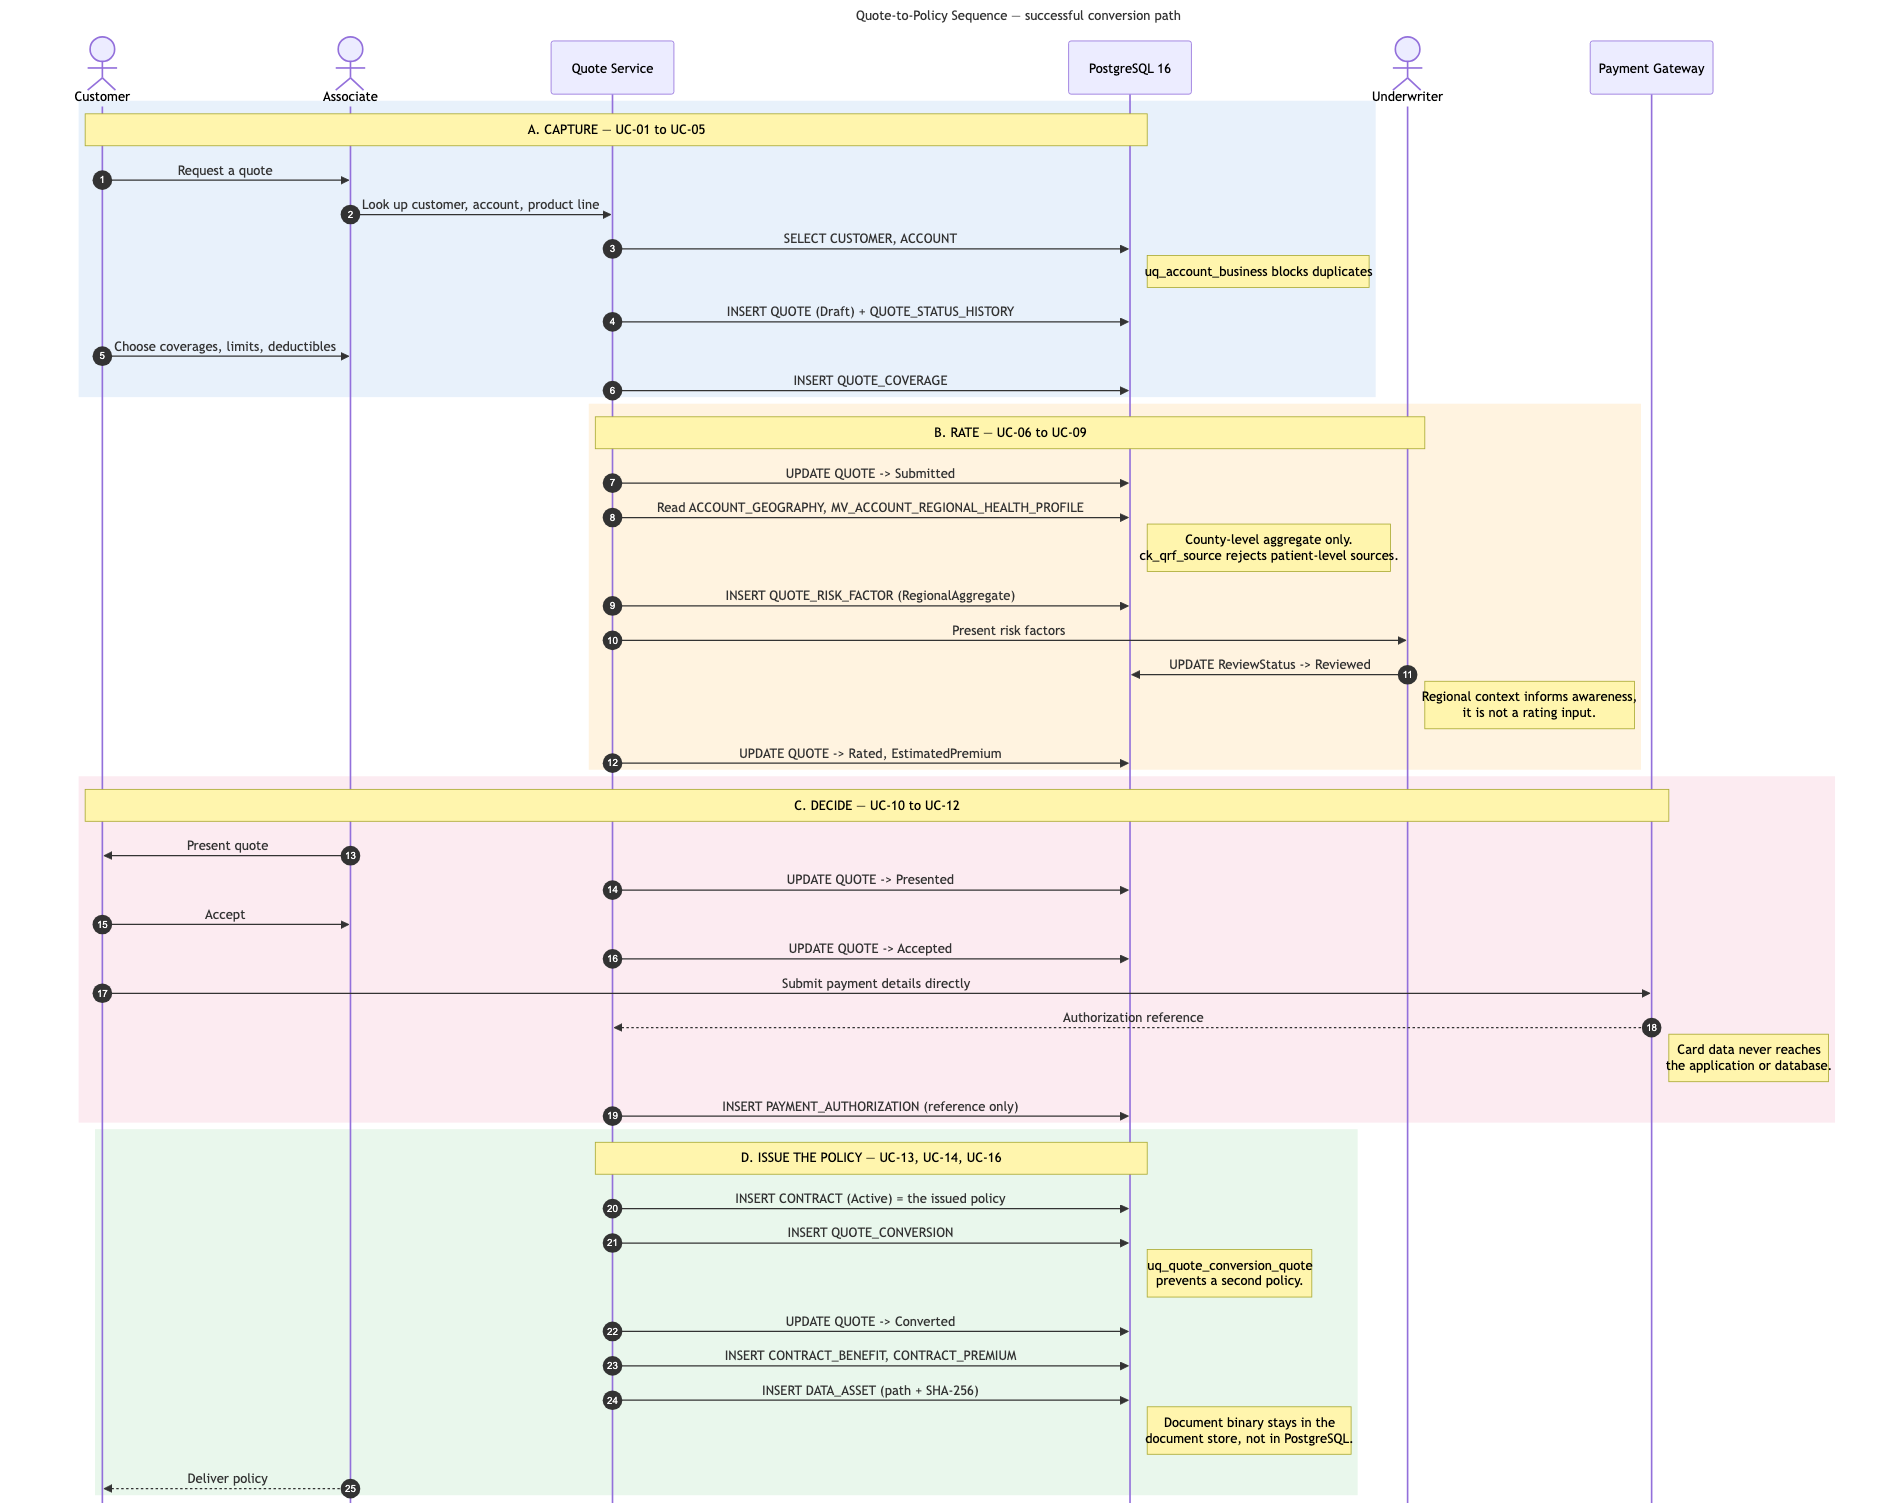 Quote-to-Policy Sequence — successful conversion path
Customer
Associate
Quote Service
PostgreSQL 16
Underwriter
Payment Gateway
A. CAPTURE — UC-01 to UC-05
1
Request a quote
2
Look up customer, account, product line
3
SELECT CUSTOMER, ACCOUNT
uq_account_business blocks duplicates
4
INSERT QUOTE (Draft) + QUOTE_STATUS_HISTORY
5
Choose coverages, limits, deductibles
6
INSERT QUOTE_COVERAGE
B. RATE — UC-06 to UC-09
7
UPDATE QUOTE -> Submitted
8
Read ACCOUNT_GEOGRAPHY, MV_ACCOUNT_REGIONAL_HEALTH_PROFILE
County-level aggregate only.
ck_qrf_source rejects patient-level sources.
9
INSERT QUOTE_RISK_FACTOR (RegionalAggregate)
10
Present risk factors
11
UPDATE ReviewStatus -> Reviewed
Regional context informs awareness,
it is not a rating input.
12
UPDATE QUOTE -> Rated, EstimatedPremium
C. DECIDE — UC-10 to UC-12
13
Present quote
14
UPDATE QUOTE -> Presented
15
Accept
16
UPDATE QUOTE -> Accepted
17
Submit payment details directly
18
Authorization reference
Card data never reaches
the application or database.
19
INSERT PAYMENT_AUTHORIZATION (reference only)
D. ISSUE THE POLICY — UC-13, UC-14, UC-16
20
INSERT CONTRACT (Active) = the issued policy
21
INSERT QUOTE_CONVERSION
uq_quote_conversion_quote
prevents a second policy.
22
UPDATE QUOTE -> Converted
23
INSERT CONTRACT_BENEFIT, CONTRACT_PREMIUM
24
INSERT DATA_ASSET (path + SHA-256)
Document binary stays in the
document store, not in PostgreSQL.
25
Deliver policy